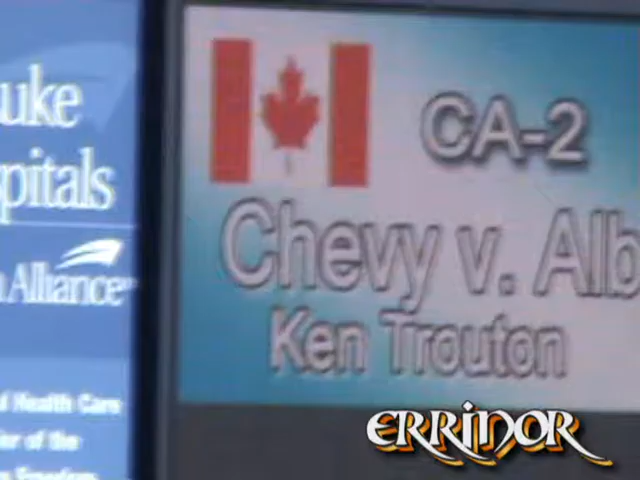 uke
pitals
Alliance
CA-2
Chevy v. Alb
Ken Trouton
Health Care
of the
ERRINOR